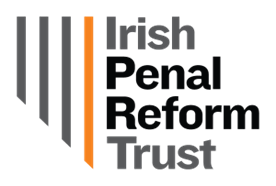 Irish
Penal
Reform
Trust